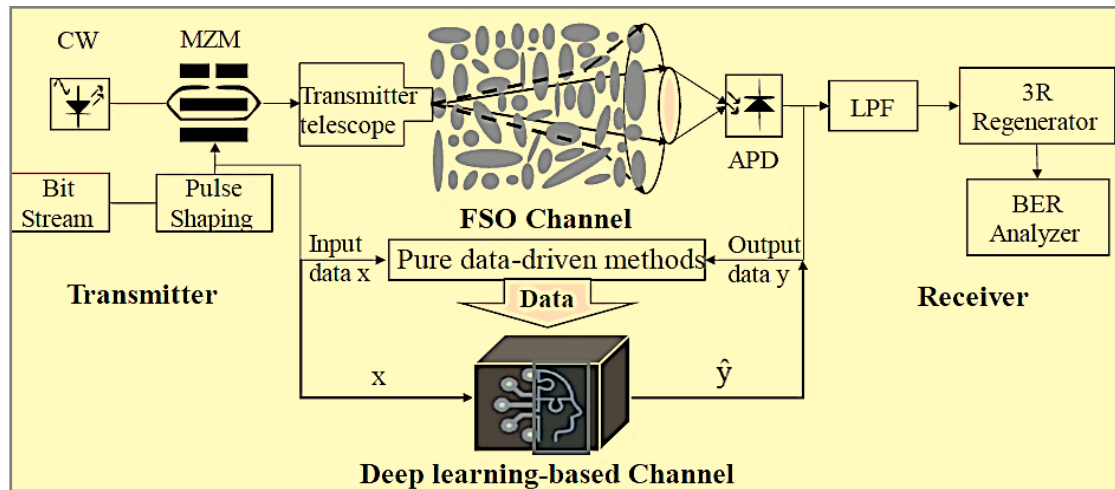 CW
MZM
Transmitter
telescope
APD
LPF
3R
Regenerator
Bit
Stream
Pulse
Shaping
FSO Channel
BER
Analyzer
Input
data x
Pure data-driven methods
Output
data y
Transmitter
Data
Receiver
x
ŷ
Deep learning-based Channel